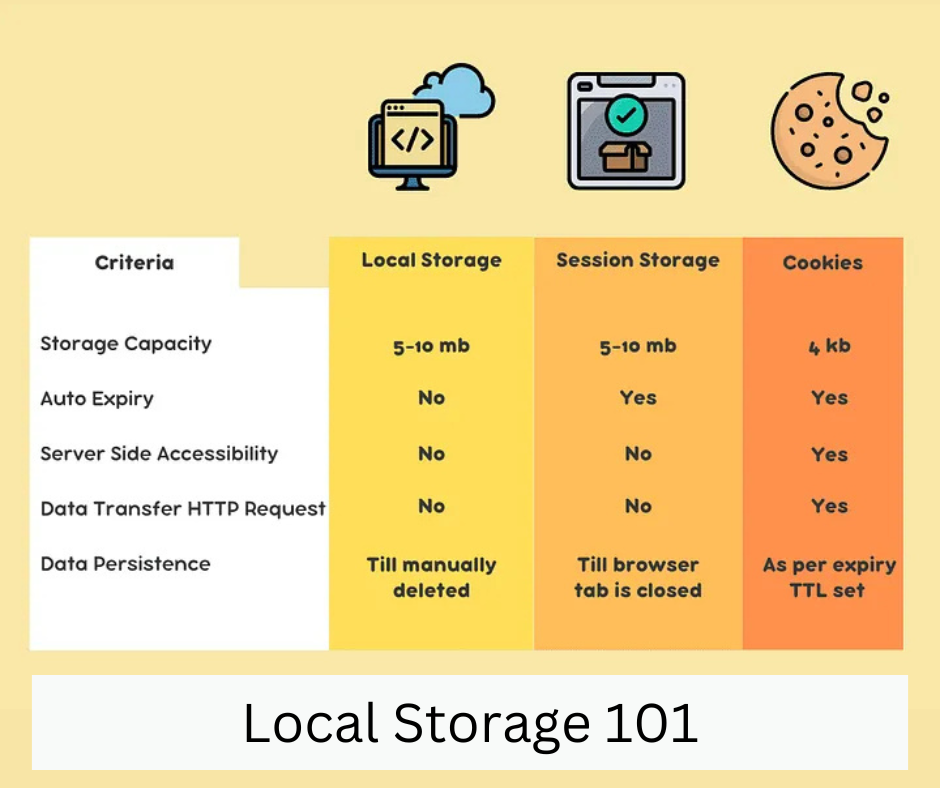 </>
Criteria Local Storage Session Storage Cookies
Storage Capacity 5-10 mb 5-10 mb 4 kb
Auto Expiry No Yes Yes
Server Side Accessibility No No Yes
Data Transfer HTTP Request No No Yes
Data Persistence Till manually Till browser As per expiry
deleted tab is closed TTL set
Local Storage 101